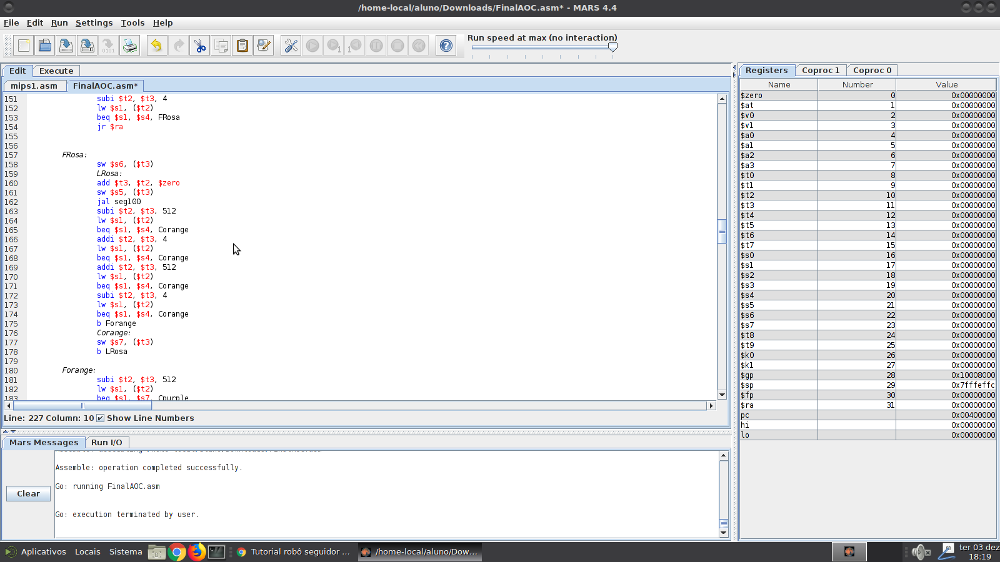 /home-local/aluno/Downloads/FinalAOC.asm* - MARS 4.4
File Edit Run Settings Tools Help
Run speed at max (no interaction)
Edit Execute
mips1.asm FinalAOC.asm*
151 subi $t2, $t3, 4
152 lw $s1, ($t2)
153 beq $s1, $s4, FRosa
154 jr $ra
155
156
157 FRosa:
158 sw $s6, ($t3)
159 LRosa:
160 add $t3, $t2, $zero
161 sw $s5, ($t3)
162 jal seg100
163 subi $t2, $t3, 512
164 lw $s1, ($t2)
165 beq $s1, $s4, Corange
166 addi $t2, $t3, 4
167 lw $s1, ($t2)
168 beq $s1, $s4, Corange
169 addi $t2, $t3, 512
170 lw $s1, ($t2)
171 beq $s1, $s4, Corange
172 subi $t2, $t3, 4
173 lw $s1, ($t2)
174 beq $s1, $s4, Corange
175 b Forange
176 Corange:
177 sw $s7, ($t3)
178 b LRosa
179
180 Forange:
181 subi $t2, $t3, 512
182 lw $s1, ($t2)
183 beq $s1, $s7, Cpurple
Line: 227 Column: 10 Show Line Numbers
Mars Messages Run I/O
Assemble: assembling /home-local/aluno/Downloads/FinalAOC.asm
Assemble: operation completed successfully.
Go: running FinalAOC.asm
Go: execution terminated by user.
Clear
Registers Coproc 1 Coproc 0
Name Number Value
$zero 0 0x00000000
$at 1 0x00000000
$v0 2 0x00000000
$v1 3 0x00000000
$a0 4 0x00000000
$a1 5 0x00000000
$a2 6 0x00000000
$a3 7 0x00000000
$t0 8 0x00000000
$t1 9 0x00000000
$t2 10 0x00000000
$t3 11 0x00000000
$t4 12 0x00000000
$t5 13 0x00000000
$t6 14 0x00000000
$t7 15 0x00000000
$s0 16 0x00000000
$s1 17 0x00000000
$s2 18 0x00000000
$s3 19 0x00000000
$s4 20 0x00000000
$s5 21 0x00000000
$s6 22 0x00000000
$s7 23 0x00000000
$t8 24 0x00000000
$t9 25 0x00000000
$k0 26 0x00000000
$k1 27 0x00000000
$gp 28 0x10008000
$sp 29 0x7fffeffc
$fp 30 0x00000000
$ra 31 0x00000000
pc 0x00400000
hi 0x00000000
lo 0x00000000
Aplicativos Locais Sistema Tutorial robô seguidor ... /home-local/aluno/Dow... ter 03 dez
18:19